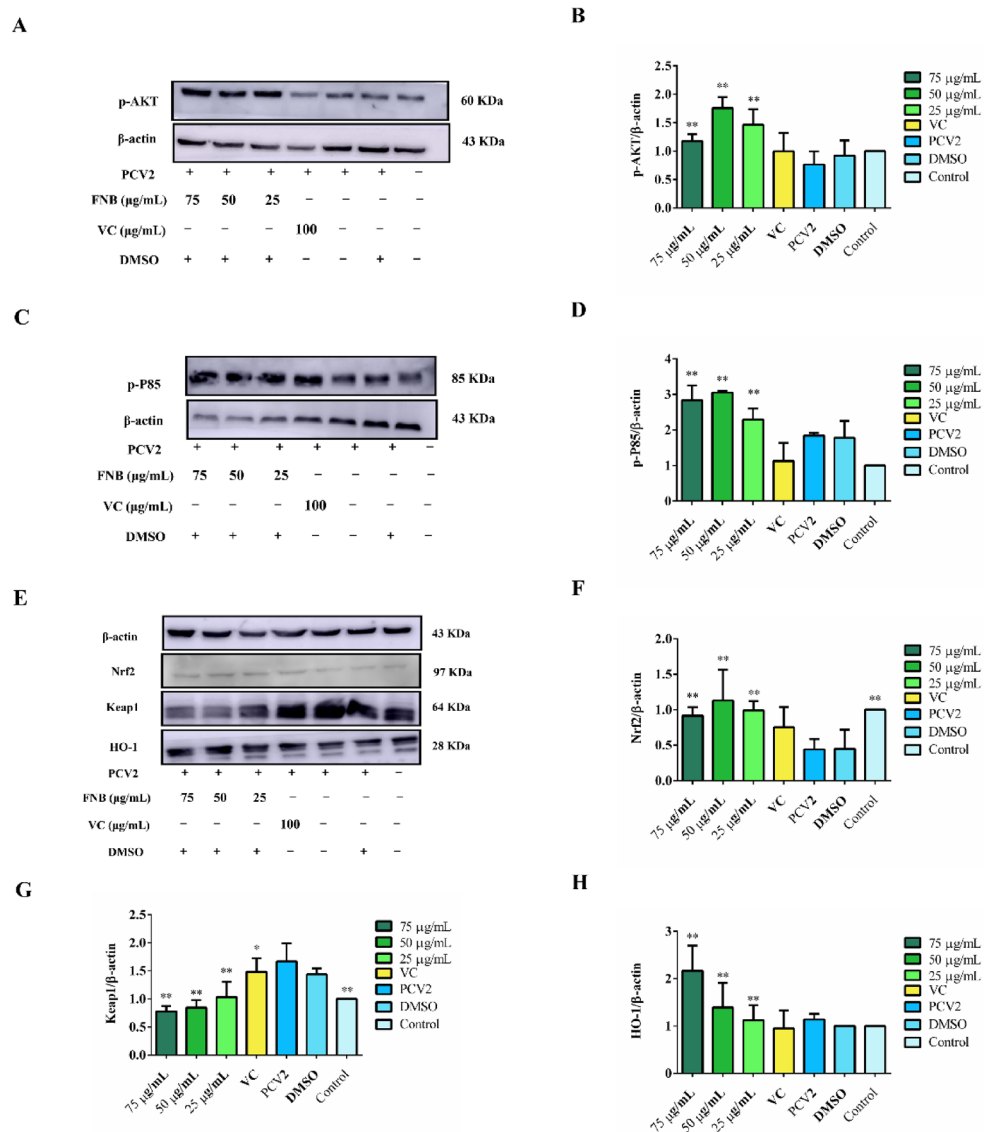 A
p-AKT 60 KDa
β-actin 43 KDa
PCV2 + + + + + + −
FNB (μg/mL) 75 50 25 − − − −
VC (μg/mL) − − − 100 − − −
DMSO + + + − − + −
B
p-AKT/β-actin
2.0
1.5
1.0
0.5
0.0
** ** **
75 μg/mL 50 μg/mL 25 μg/mL VC PCV2 DMSO Control
75 μg/mL
50 μg/mL
25 μg/mL
VC
PCV2
DMSO
Control
C
p-P85 85 KDa
β-actin 43 KDa
PCV2 + + + + + + −
FNB (μg/mL) 75 50 25 − − − −
VC (μg/mL) − − − 100 − − −
DMSO + + + − − + −
D
p-P85/β-actin
4
3
2
1
0
** ** **
75 μg/mL 50 μg/mL 25 μg/mL VC PCV2 DMSO Control
75 μg/mL
50 μg/mL
25 μg/mL
VC
PCV2
DMSO
Control
E
β-actin 43 KDa
Nrf2 97 KDa
Keap1 64 KDa
HO-1 28 KDa
PCV2 + + + + + + −
FNB (μg/mL) 75 50 25 − − − −
VC (μg/mL) − − − 100 − − −
DMSO + + + − − + −
F
Nrf2/β-actin
2.0
1.5
1.0
0.5
0.0
** ** ** **
75 μg/mL 50 μg/mL 25 μg/mL VC PCV2 DMSO Control
75 μg/mL
50 μg/mL
25 μg/mL
VC
PCV2
DMSO
Control
G
Keap1/β-actin
2.0
1.5
1.0
0.5
0.0
** ** ** * **
75 μg/mL 50 μg/mL 25 μg/mL VC PCV2 DMSO Control
75 μg/mL
50 μg/mL
25 μg/mL
VC
PCV2
DMSO
Control
H
HO-1/β-actin
3
2
1
0
** ** **
75 μg/mL 50 μg/mL 25 μg/mL VC PCV2 DMSO Control
75 μg/mL
50 μg/mL
25 μg/mL
VC
PCV2
DMSO
Control